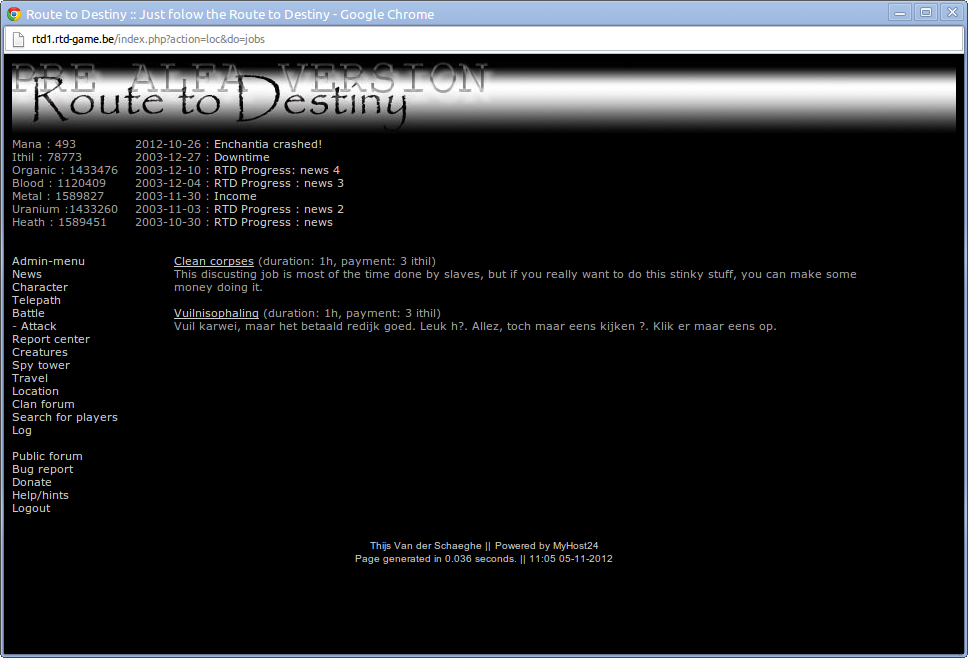 Route to Destiny :: Just folow the Route to Destiny - Google Chrome
rtd1.rtd-game.be/index.php?action=loc&do=jobs
PRE ALFA VERSION
Route to Destiny
Mana : 493 2012-10-26 : Enchantia crashed!
Ithil : 78773 2003-12-27 : Downtime
Organic : 1433476 2003-12-10 : RTD Progress: news 4
Blood : 1120409 2003-12-04 : RTD Progress : news 3
Metal : 1589827 2003-11-30 : Income
Uranium :1433260 2003-11-03 : RTD Progress : news 2
Heath : 1589451 2003-10-30 : RTD Progress : news
Admin-menu
News
Character
Telepath
Battle
- Attack
Report center
Creatures
Spy tower
Travel
Location
Clan forum
Search for players
Log
Public forum
Bug report
Donate
Help/hints
Logout
Clean corpses (duration: 1h, payment: 3 ithil)
This discusting job is most of the time done by slaves, but if you really want to do this stinky stuff, you can make some
money doing it.
Vuilnisophaling (duration: 1h, payment: 3 ithil)
Vuil karwei, maar het betaald redijk goed. Leuk h?. Allez, toch maar eens kijken ?. Klik er maar eens op.
Thijs Van der Schaeghe || Powered by MyHost24
Page generated in 0.036 seconds. || 11:05 05-11-2012